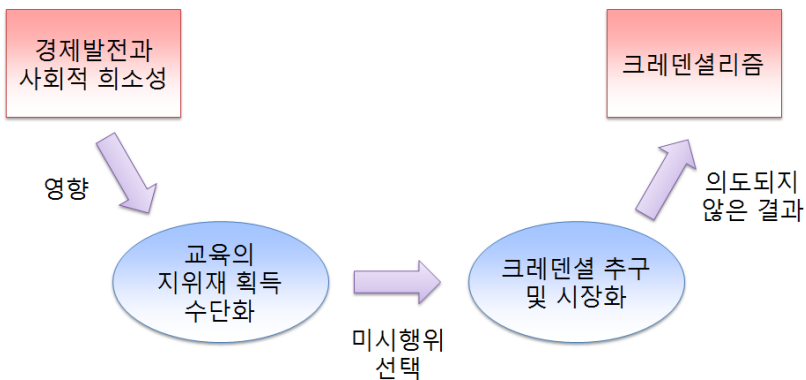 경제발전과
사회적 희소성
크레덴셜리즘
영향
의도되지
않은 결과
교육의
지위재 획득
수단화
크레덴셜 추구
및 시장화
미시행위
선택